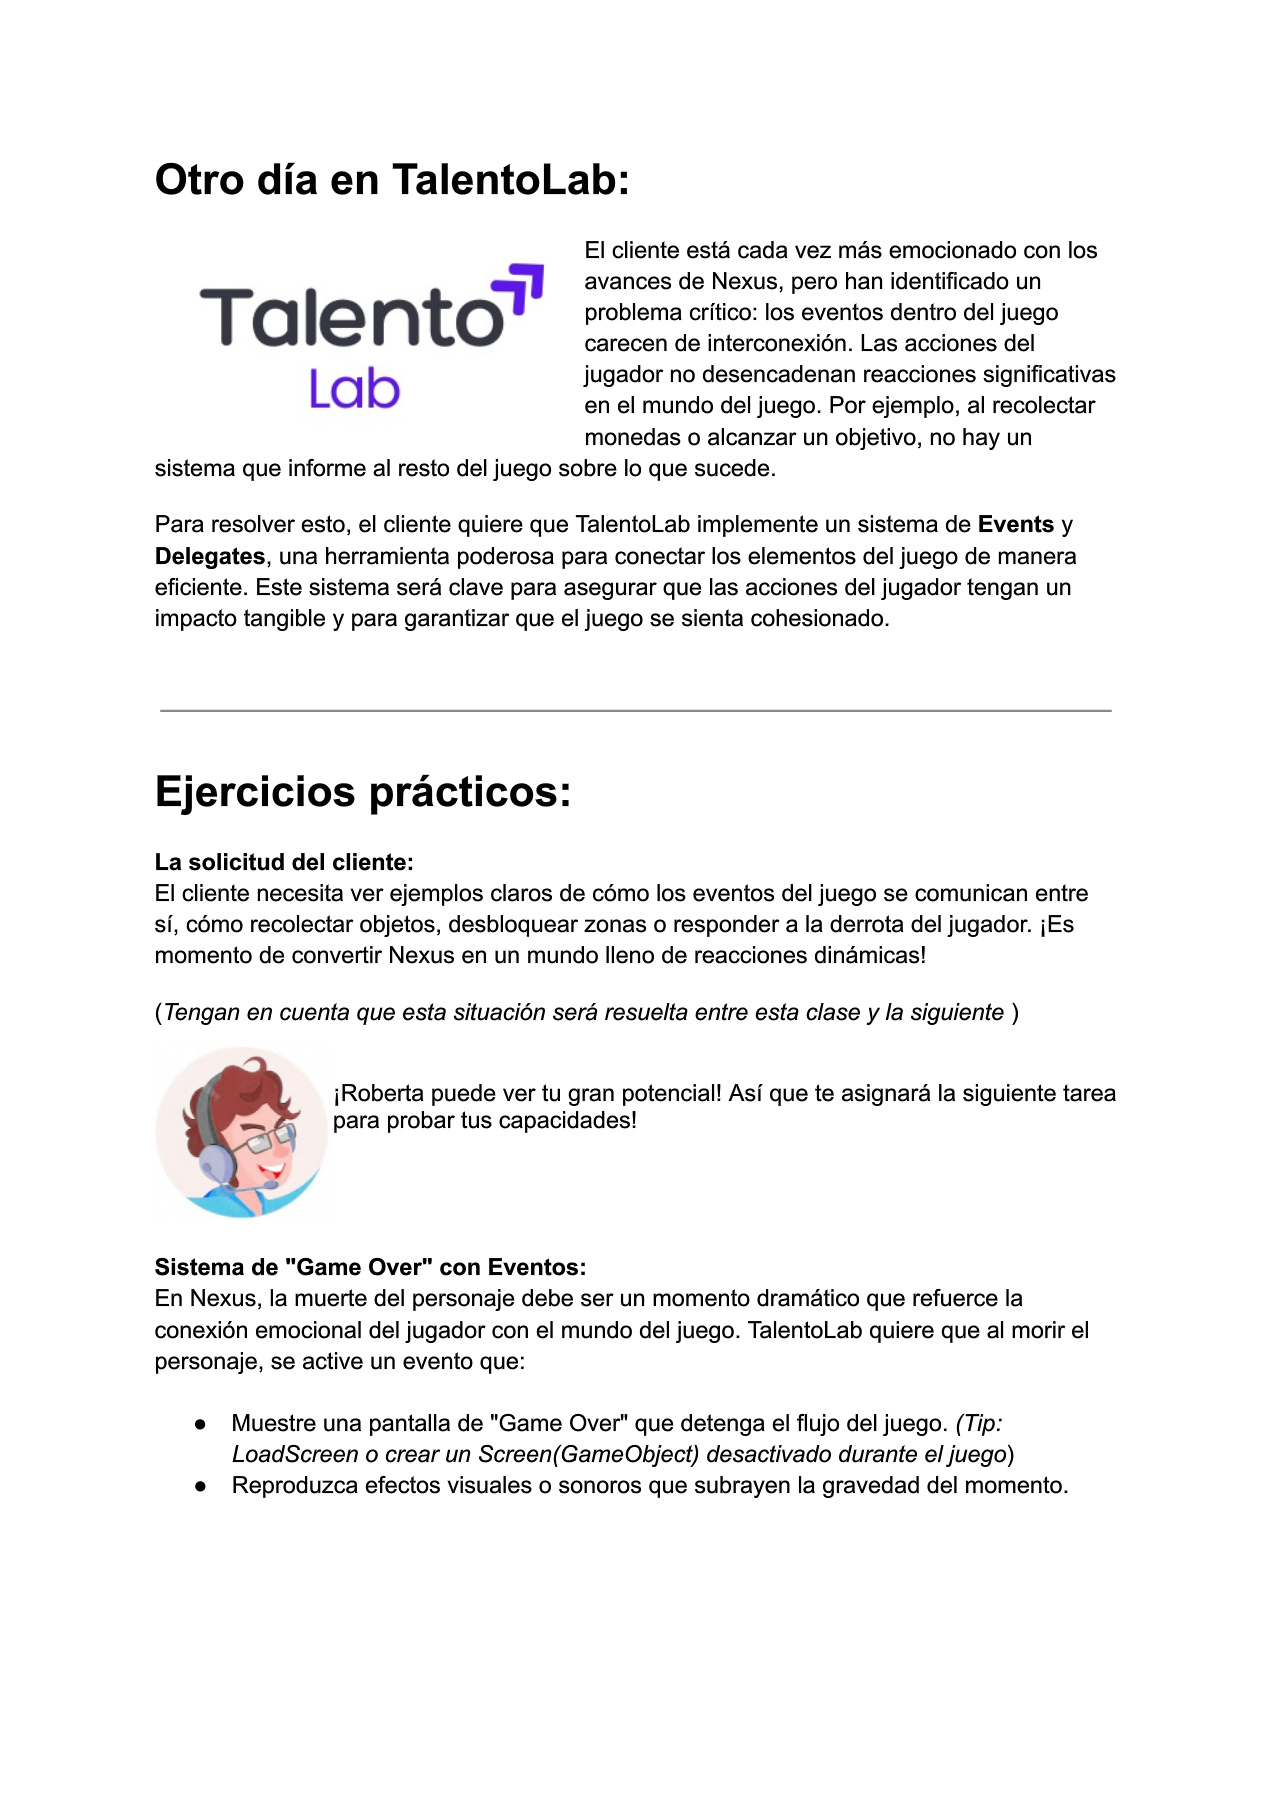 Otro día en TalentoLab:
Talento
Lab
El cliente está cada vez más emocionado con los
avances de Nexus, pero han identificado un
problema crítico: los eventos dentro del juego
carecen de interconexión. Las acciones del
jugador no desencadenan reacciones significativas
en el mundo del juego. Por ejemplo, al recolectar
monedas o alcanzar un objetivo, no hay un
sistema que informe al resto del juego sobre lo que sucede.
Para resolver esto, el cliente quiere que TalentoLab implemente un sistema de Events y
Delegates, una herramienta poderosa para conectar los elementos del juego de manera
eficiente. Este sistema será clave para asegurar que las acciones del jugador tengan un
impacto tangible y para garantizar que el juego se sienta cohesionado.
Ejercicios prácticos:
La solicitud del cliente:
El cliente necesita ver ejemplos claros de cómo los eventos del juego se comunican entre
sí, cómo recolectar objetos, desbloquear zonas o responder a la derrota del jugador. ¡Es
momento de convertir Nexus en un mundo lleno de reacciones dinámicas!
(Tengan en cuenta que esta situación será resuelta entre esta clase y la siguiente )
¡Roberta puede ver tu gran potencial! Así que te asignará la siguiente tarea
para probar tus capacidades!
Sistema de "Game Over" con Eventos:
En Nexus, la muerte del personaje debe ser un momento dramático que refuerce la
conexión emocional del jugador con el mundo del juego. TalentoLab quiere que al morir el
personaje, se active un evento que:
● Muestre una pantalla de "Game Over" que detenga el flujo del juego. (Tip:
LoadScreen o crear un Screen(GameObject) desactivado durante el juego)
● Reproduzca efectos visuales o sonoros que subrayen la gravedad del momento.